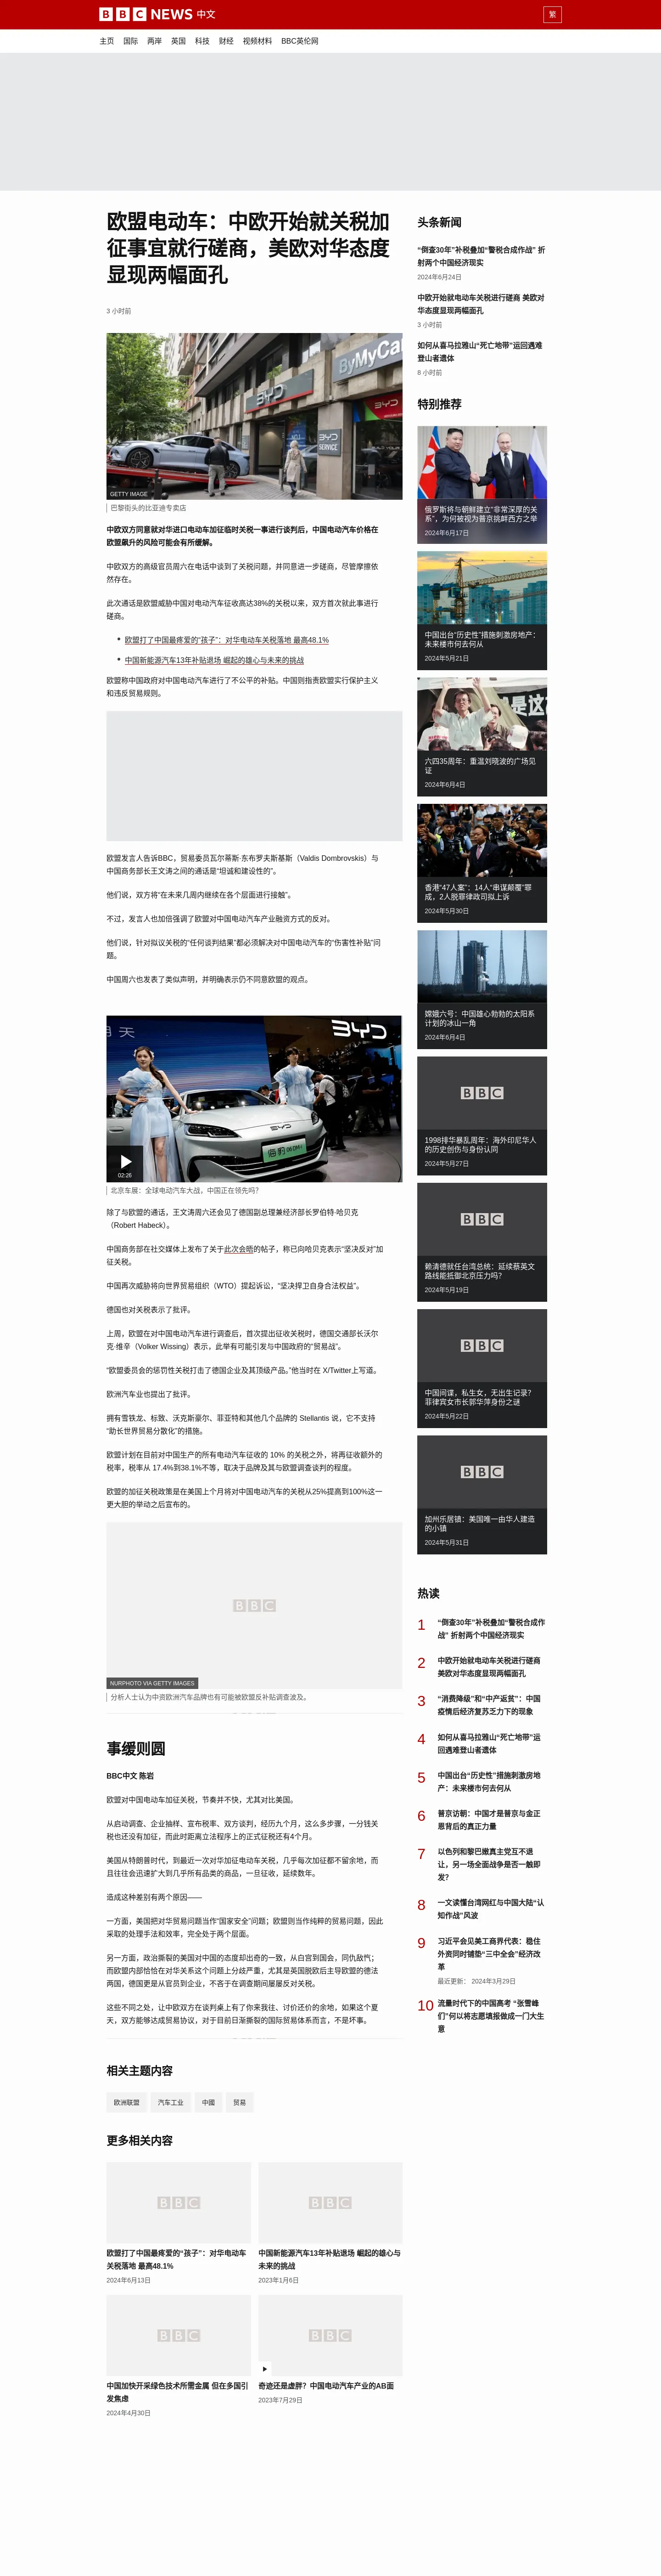 BBC NEWS 中文
繁
主页 国际 两岸 英国 科技 财经 视频材料 BBC英伦网
欧盟电动车：中欧开始就关税加
征事宜就行磋商，美欧对华态度
显现两幅面孔
3 小时前
ByMyCar
BYD
BYD
SERVICE
GETTY IMAGE
巴黎街头的比亚迪专卖店
中欧双方同意就对华进口电动车加征临时关税一事进行谈判后，中国电动汽车价格在
欧盟飙升的风险可能会有所缓解。
中欧双方的高级官员周六在电话中谈到了关税问题，并同意进一步磋商，尽管摩擦依
然存在。
此次通话是欧盟威胁中国对电动汽车征收高达38%的关税以来，双方首次就此事进行
磋商。
欧盟打了中国最疼爱的“孩子”：对华电动车关税落地 最高48.1%
中国新能源汽车13年补贴退场 崛起的雄心与未来的挑战
欧盟称中国政府对中国电动汽车进行了不公平的补贴。中国则指责欧盟实行保护主义
和违反贸易规则。
欧盟发言人告诉BBC，贸易委员瓦尔蒂斯·东布罗夫斯基斯（Valdis Dombrovskis）与
中国商务部长王文涛之间的通话是“坦诚和建设性的”。
他们说，双方将“在未来几周内继续在各个层面进行接触”。
不过，发言人也加倍强调了欧盟对中国电动汽车产业融资方式的反对。
他们说，针对拟议关税的“任何谈判结果”都必须解决对中国电动汽车的“伤害性补贴”问
题。
中国周六也发表了类似声明，并明确表示仍不同意欧盟的观点。
BYD
海豹 06DM-i
02:26
北京车展：全球电动汽车大战，中国正在领先吗？
除了与欧盟的通话，王文涛周六还会见了德国副总理兼经济部长罗伯特·哈贝克
（Robert Habeck）。
中国商务部在社交媒体上发布了关于此次会晤的帖子，称已向哈贝克表示“坚决反对”加
征关税。
中国再次威胁将向世界贸易组织（WTO）提起诉讼，“坚决捍卫自身合法权益”。
德国也对关税表示了批评。
上周，欧盟在对中国电动汽车进行调查后，首次提出征收关税时，德国交通部长沃尔
克·维辛（Volker Wissing）表示，此举有可能引发与中国政府的“贸易战”。
“欧盟委员会的惩罚性关税打击了德国企业及其顶级产品。”他当时在 X/Twitter上写道。
欧洲汽车业也提出了批评。
拥有雪铁龙、标致、沃克斯豪尔、菲亚特和其他几个品牌的 Stellantis 说，它不支持
“助长世界贸易分散化”的措施。
欧盟计划在目前对中国生产的所有电动汽车征收的 10% 的关税之外，将再征收额外的
税率，税率从 17.4%到38.1%不等，取决于品牌及其与欧盟调查谈判的程度。
欧盟的加征关税政策是在美国上个月将对中国电动汽车的关税从25%提高到100%这一
更大胆的举动之后宣布的。
BBC
NURPHOTO VIA GETTY IMAGES
分析人士认为中资欧洲汽车品牌也有可能被欧盟反补贴调查波及。
事缓则圆
BBC中文 陈岩
欧盟对中国电动车加征关税，节奏并不快，尤其对比美国。
从启动调查、企业抽样、宣布税率、双方谈判，经历九个月，这么多步骤，一分钱关
税也还没有加征，而此时距离立法程序上的正式征税还有4个月。
美国从特朗普时代，到最近一次对华加征电动车关税，几乎每次加征都不留余地，而
且往往会迅速扩大到几乎所有品类的商品，一旦征收，延续数年。
造成这种差别有两个原因——
一方面，美国把对华贸易问题当作“国家安全”问题；欧盟则当作纯粹的贸易问题，因此
采取的处理手法和效率，完全处于两个层面。
另一方面，政治撕裂的美国对中国的态度却出奇的一致，从白宫到国会，同仇敌忾；
而欧盟内部恰恰在对华关系这个问题上分歧严重，尤其是英国脱欧后主导欧盟的德法
两国，德国更是从官员到企业，不吝于在调查期间屡屡反对关税。
这些不同之处，让中欧双方在谈判桌上有了你来我往、讨价还价的余地，如果这个夏
天，双方能够达成贸易协议，对于目前日渐撕裂的国际贸易体系而言，不是坏事。
相关主题内容
欧洲联盟 汽车工业 中國 贸易
更多相关内容
BBC
BBC
欧盟打了中国最疼爱的“孩子”：对华电动车
关税落地 最高48.1%
2024年6月13日
中国新能源汽车13年补贴退场 崛起的雄心与
未来的挑战
2023年1月6日
BBC
BBC
中国加快开采绿色技术所需金属 但在多国引
发焦虑
2024年4月30日
奇迹还是虚胖？中国电动汽车产业的AB面
2023年7月29日
头条新闻
“倒查30年”补税叠加“警税合成作战” 折
射两个中国经济现实
2024年6月24日
中欧开始就电动车关税进行磋商 美欧对
华态度显现两幅面孔
3 小时前
如何从喜马拉雅山“死亡地带”运回遇难
登山者遗体
8 小时前
特别推荐
俄罗斯将与朝鲜建立“非常深厚的关
系”，为何被视为普京挑衅西方之举
2024年6月17日
中国出台“历史性”措施刺激房地产：
未来楼市何去何从
2024年5月21日
六四35周年：重温刘晓波的广场见
证
2024年6月4日
香港“47人案”：14人“串谋颠覆”罪
成，2人脱罪律政司拟上诉
2024年5月30日
嫦娥六号：中国雄心勃勃的太阳系
计划的冰山一角
2024年6月4日
BBC
1998排华暴乱周年：海外印尼华人
的历史创伤与身份认同
2024年5月27日
BBC
赖清德就任台湾总统：延续蔡英文
路线能抵御北京压力吗？
2024年5月19日
BBC
中国间谍，私生女，无出生记录？
菲律宾女市长郭华萍身份之谜
2024年5月22日
BBC
加州乐居镇：美国唯一由华人建造
的小镇
2024年5月31日
热读
1 “倒查30年”补税叠加“警税合成作
战” 折射两个中国经济现实
2 中欧开始就电动车关税进行磋商
美欧对华态度显现两幅面孔
3 “消费降级”和“中产返贫”：中国
疫情后经济复苏乏力下的现象
4 如何从喜马拉雅山“死亡地带”运
回遇难登山者遗体
5 中国出台“历史性”措施刺激房地
产：未来楼市何去何从
6 普京访朝：中国才是普京与金正
恩背后的真正力量
7 以色列和黎巴嫩真主党互不退
让，另一场全面战争是否一触即
发？
8 一文读懂台湾网红与中国大陆“认
知作战”风波
9 习近平会见美工商界代表：稳住
外资同时铺垫“三中全会”经济改
革
最近更新： 2024年3月29日
10 流量时代下的中国高考 “张雪峰
们”何以将志愿填报做成一门大生
意